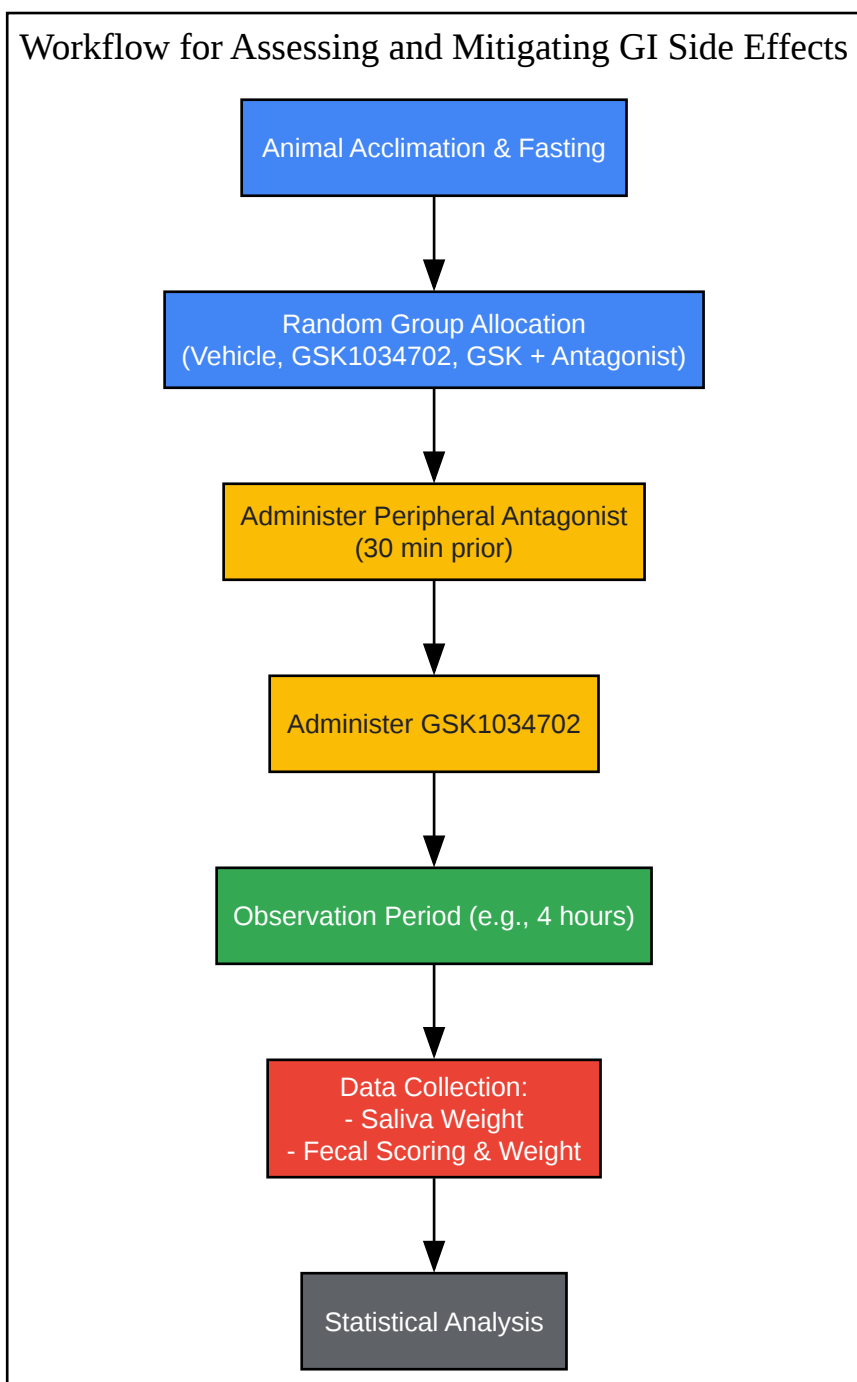 Workflow for Assessing and Mitigating GI Side Effects
Animal Acclimation & Fasting
Random Group Allocation
(Vehicle, GSK1034702, GSK + Antagonist)
Administer Peripheral Antagonist
(30 min prior)
Administer GSK1034702
Observation Period (e.g., 4 hours)
Data Collection:
- Saliva Weight
- Fecal Scoring & Weight
Statistical Analysis